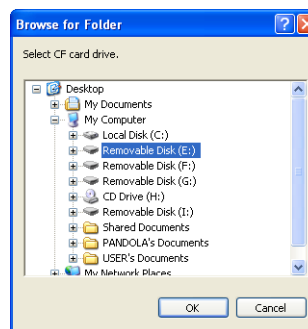 Browse for Folder
Select CF card drive.
Desktop
My Documents
My Computer
Local Disk (C:)
Removable Disk (E:)
Removable Disk (F:)
Removable Disk (G:)
CD Drive (H:)
Removable Disk (I:)
Shared Documents
PANDOLA's Documents
USER's Documents
My Network Places
OK Cancel